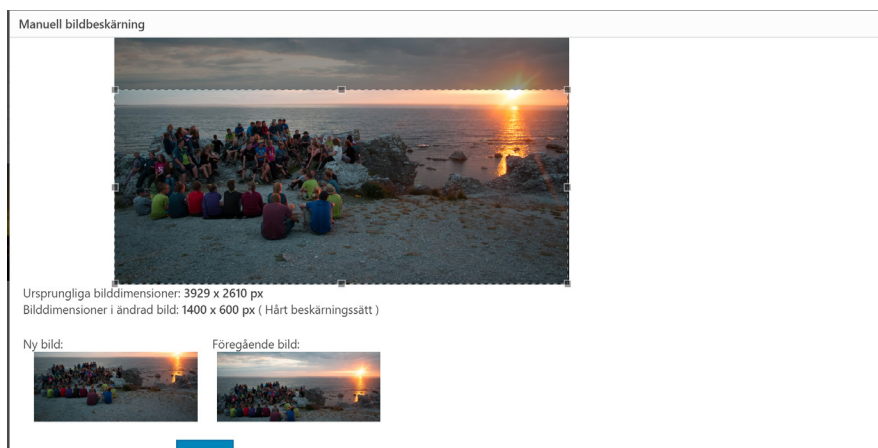 Manuell bildbeskärning
Ursprungliga bilddimensioner: 3929 x 2610 px
Bilddimensioner i ändrad bild: 1400 x 600 px ( Hårt beskärningssätt )
Ny bild: Föregående bild: